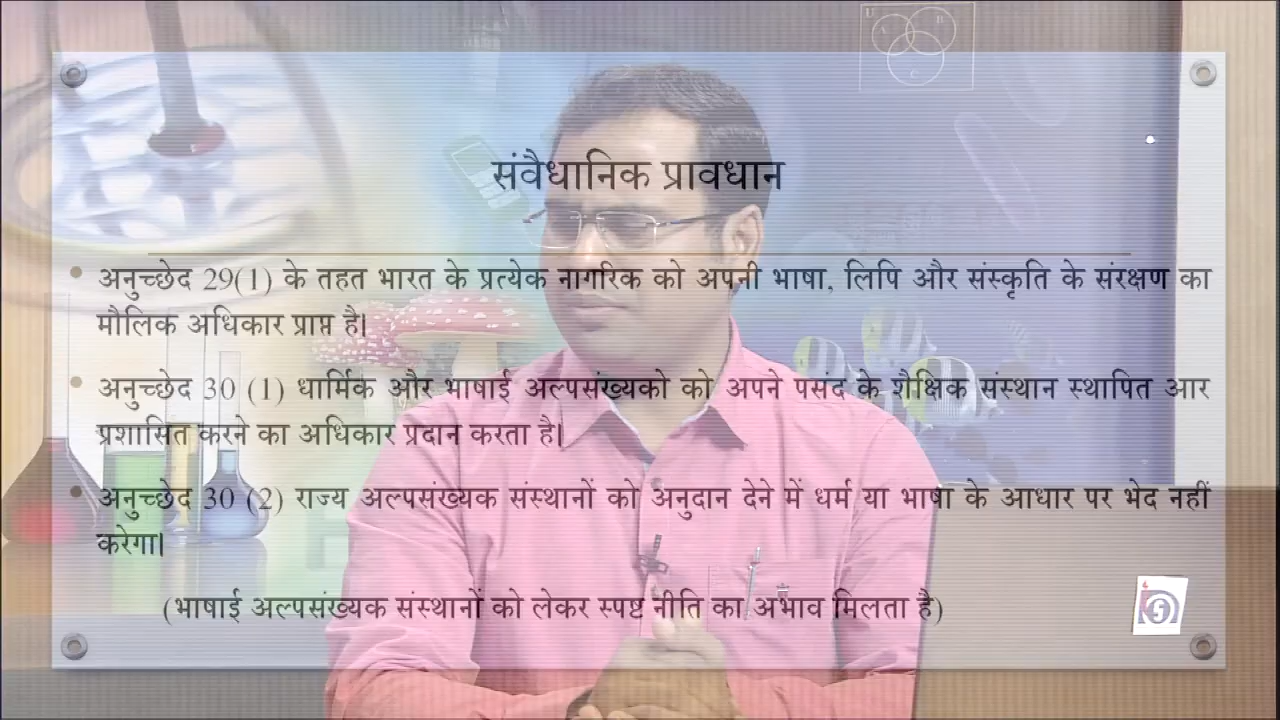 संवैधानिक प्रावधान
• अनुच्छेद 29(1) के तहत भारत के प्रत्येक नागरिक को अपनी भाषा, लिपि और संस्कृति के संरक्षण का
मौलिक अधिकार प्राप्त है।
• अनुच्छेद 30 (1) धार्मिक और भाषाई अल्पसंख्यको को अपने पसंद के शैक्षिक संस्थान स्थापित आर
प्रशासित करने का अधिकार प्रदान करता है।
• अनुच्छेद 30 (2) राज्य अल्पसंख्यक संस्थानों को अनुदान देने में धर्म या भाषा के आधार पर भेद नहीं
करेगा।
(भाषाई अल्पसंख्यक संस्थानों को लेकर स्पष्ट नीति का अभाव मिलता है)